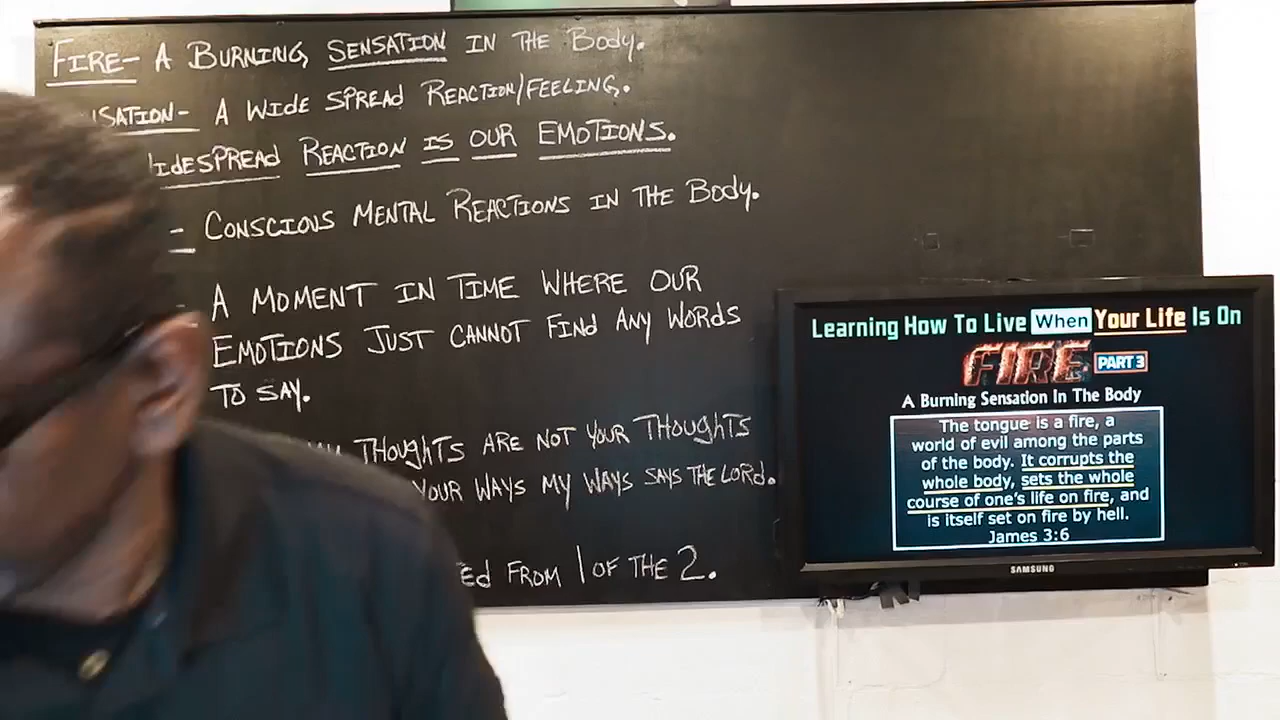 FIRE- A BURNING SENSATION IN THE BODY.
A WIDE SPREAD REACTION/FEELING.
REACTION IS OUR EMOTIONS.
- CONSCIOUS MENTAL REACTIONS IN THE BODY.
A MOMENT IN TIME WHERE OUR
EMOTIONS JUST CANNOT FIND ANY WORDS
TO SAY.
THOUGHTS ARE NOT YOUR THOUGHTS
YOUR WAYS MY WAYS SAYS THE LORD.
FROM 1 OF THE 2.
Learning How To Live When Your Life Is On
FIRE PART 3
A Burning Sensation In The Body
The tongue is a fire, a
world of evil among the parts
of the body. It corrupts the
whole body, sets the whole
course of one's life on fire, and
is itself set on fire by hell.
James 3:6
SAMSUNG